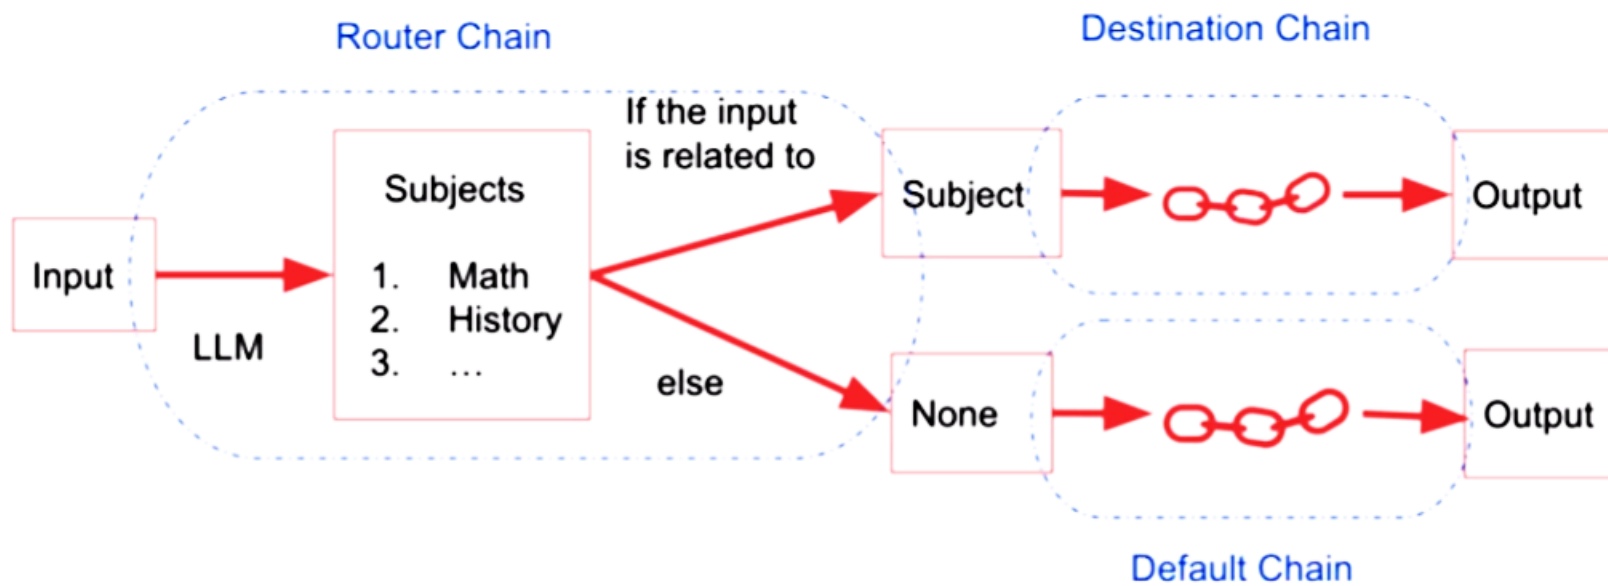 Router Chain
Destination Chain
If the input
is related to
Subjects
Subject
Output
Input
1. Math
2. History
3. ...
LLM
else
None
Output
Default Chain